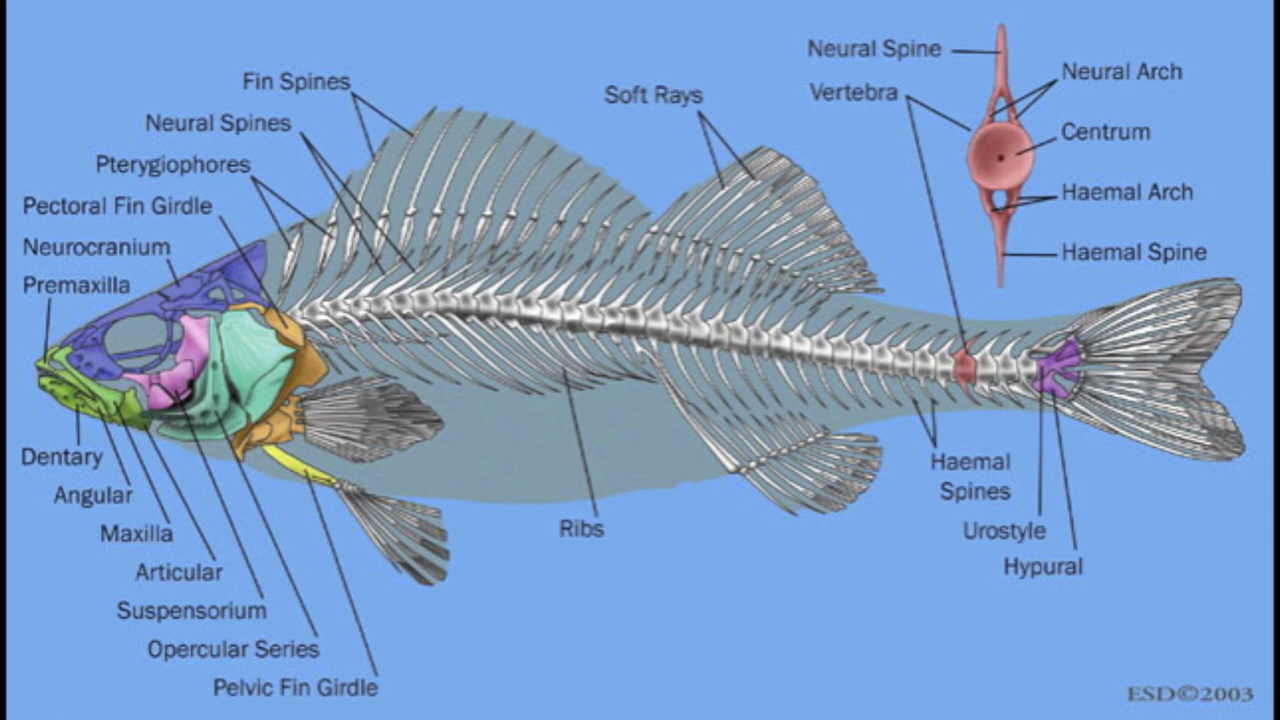 Fin Spines
Neural Spines
Pterygiophores
Pectoral Fin Girdle
Neurocranium
Premaxilla
Soft Rays
Neural Spine
Vertebra
Neural Arch
Centrum
Haemal Arch
Haemal Spine
Dentary
Angular
Maxilla
Articular
Suspensorium
Opercular Series
Pelvic Fin Girdle
Ribs
Haemal
Spines
Urostyle
Hypural
ESD©2003